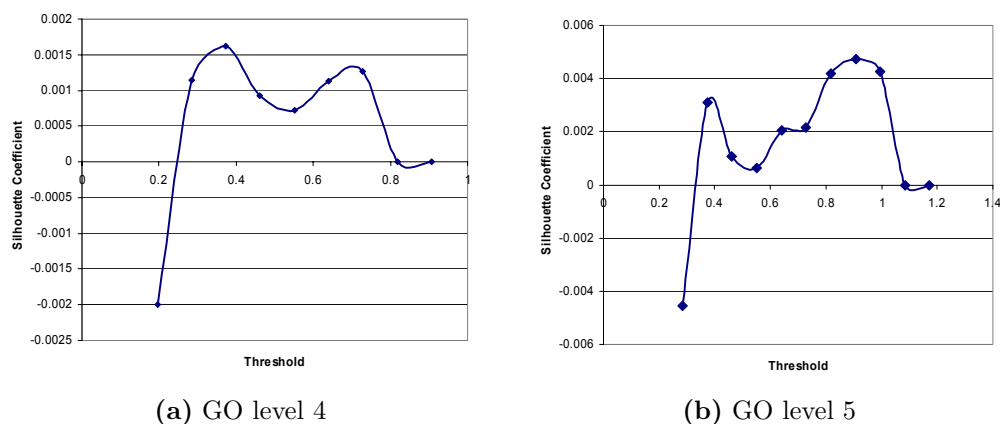 0.002
0.0015
0.001
0.0005
0
-0.0005
-0.001
-0.0015
-0.002
-0.0025
0 0.2 0.4 0.6 0.8 1
Silhouette Coefficient
Threshold
(a) GO level 4
0.006
0.004
0.002
0
-0.002
-0.004
-0.006
0 0.2 0.4 0.6 0.8 1 1.2 1.4
Silhouette Coefficient
Threshold
(b) GO level 5